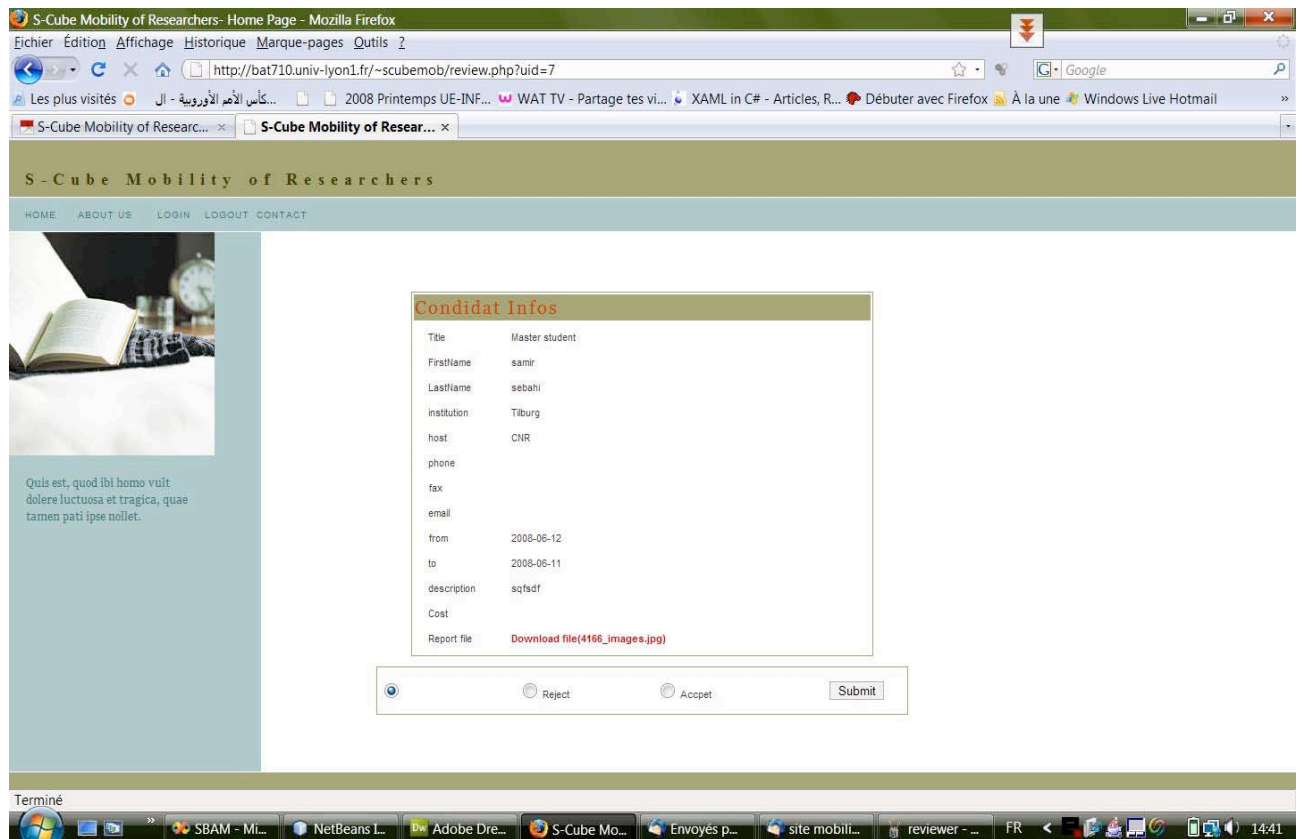 S-Cube Mobility of Researchers- Home Page - Mozilla Firefox
Fichier Édition Affichage Historique Marque-pages Outils ?
http://bat710.univ-lyon1.fr/~scubemob/review.php?uid=7
G Google
Les plus visités كأس الأمم الأوروبية - ال... 2008 Printemps UE-INF... WAT TV - Partage tes vi... XAML in C# - Articles, R... Débuter avec Firefox À la une Windows Live Hotmail »
S-Cube Mobility of Researc... S-Cube Mobility of Resear...
S-Cube Mobility of Researchers
HOME ABOUT US LOGIN LOGOUT CONTACT
Condidat Infos
Title Master student
FirstName samir
LastName sebahi
institution Tilburg
host CNR
phone
fax
email
from 2008-06-12
to 2008-06-11
description sqfsdf
Cost
Report file Download file(4166_images.jpg)
Quis est, quod ibi homo vult
dolere luctuosa et tragica, quae
tamen pati ipse nollet.
Reject Accpet Submit
Terminé
» SBAM - Mi... NetBeans I... Dw Adobe Dre... S-Cube Mo... Envoyés p... site mobili... reviewer - ... FR < 14:41